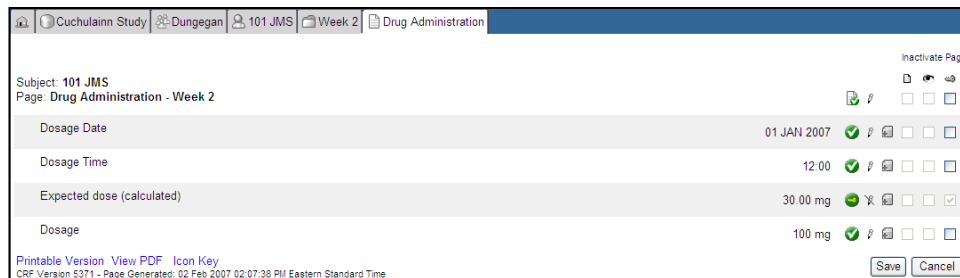 Cuchulainn Study Dungegan 101 JMS Week 2 Drug Administration
Inactivate Pag
Subject: 101 JMS
Page: Drug Administration - Week 2
Dosage Date 01 JAN 2007
Dosage Time 12:00
Expected dose (calculated) 30.00 mg
Dosage 100 mg
Printable Version View PDF Icon Key
CRF Version 5371 - Page Generated: 02 Feb 2007 02:07:38 PM Eastern Standard Time
Save Cancel